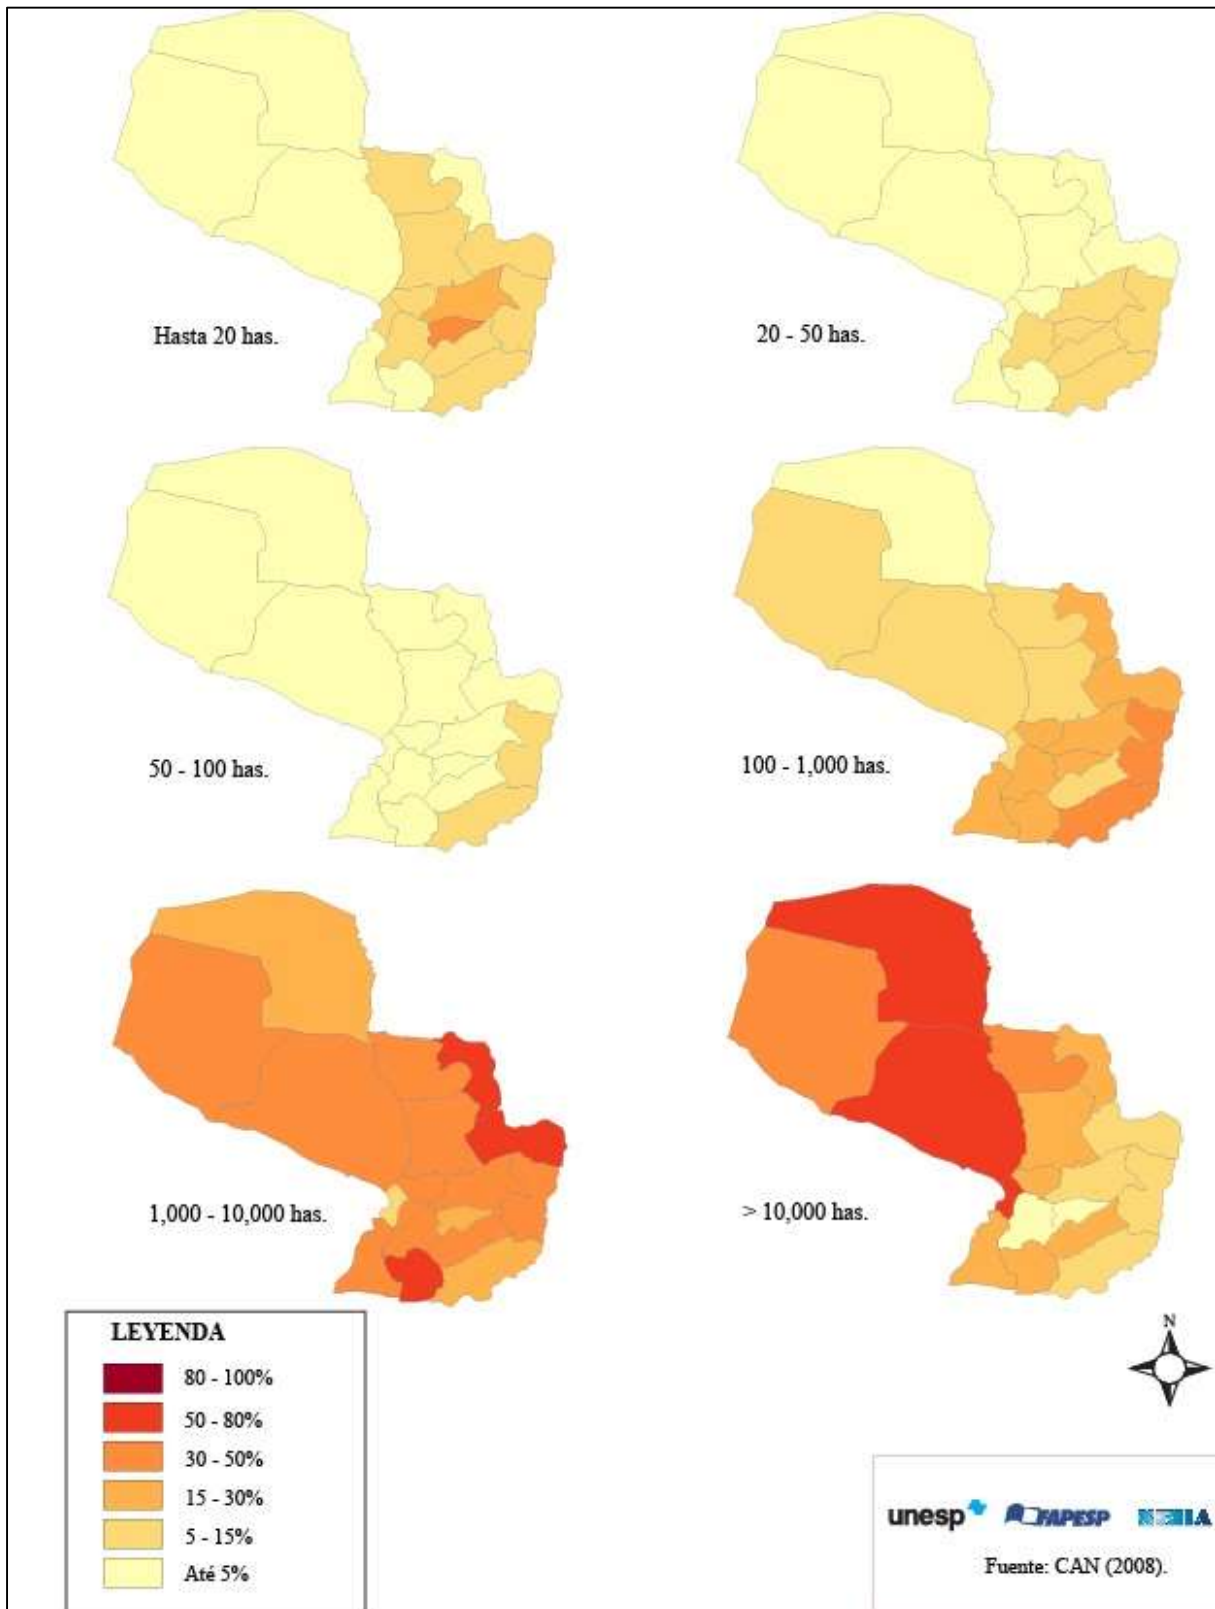 Hasta 20 has.
20 - 50 has.
50 - 100 has.
100 - 1,000 has.
1,000 - 10,000 has.
> 10,000 has.
LEYENDA
80 - 100%
50 - 80%
30 - 50%
15 - 30%
5 - 15%
Até 5%
N
unesp FAPESP
Fuente: CAN (2008).